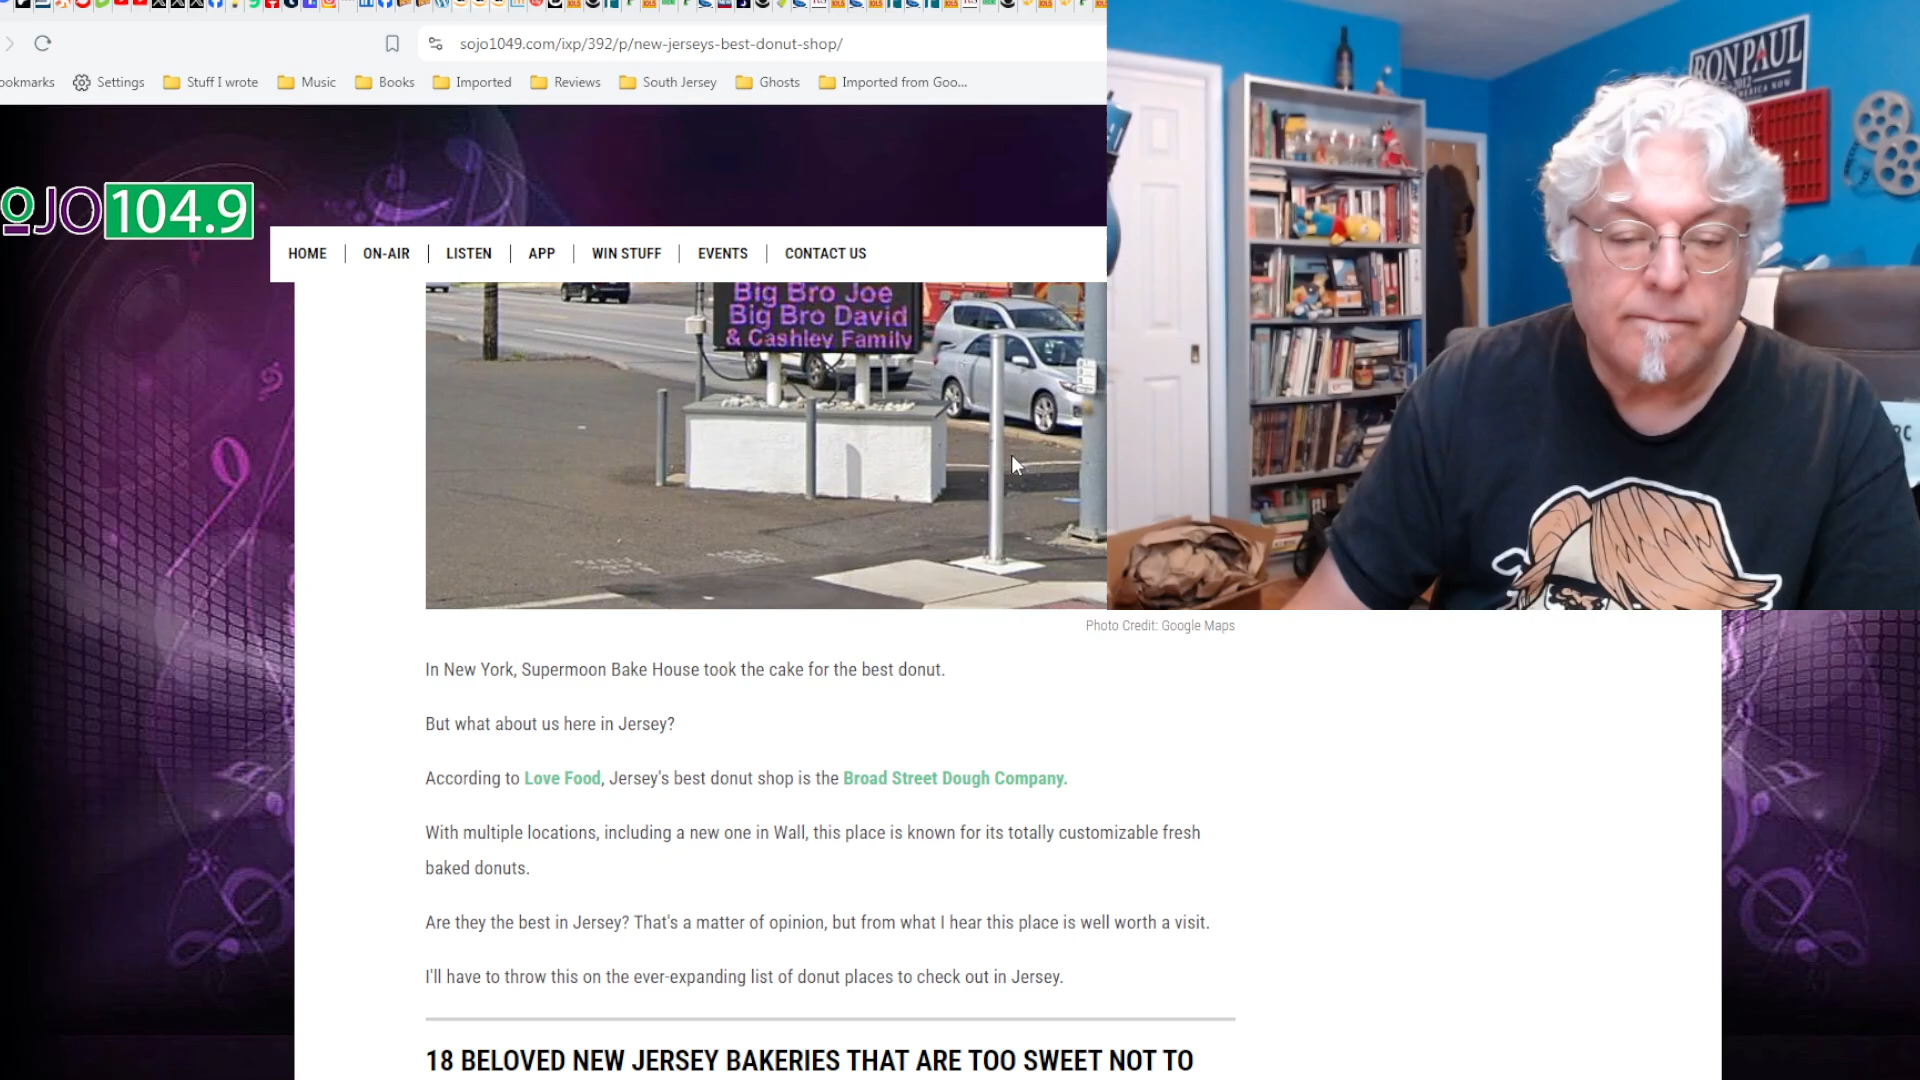 sojo1049.com/ixp/392/p/new-jerseys-best-donut-shop/
ookmarks Settings Stuff I wrote Music Books Imported Reviews South Jersey Ghosts Imported from Goo...
OJO 104.9
HOME ON-AIR LISTEN APP WIN STUFF EVENTS CONTACT US
Big Bro Joe
Big Bro David
& Cashley Family
RON PAUL
2012
Photo Credit: Google Maps
In New York, Supermoon Bake House took the cake for the best donut.
But what about us here in Jersey?
According to Love Food, Jersey's best donut shop is the Broad Street Dough Company.
With multiple locations, including a new one in Wall, this place is known for its totally customizable fresh
baked donuts.
Are they the best in Jersey? That's a matter of opinion, but from what I hear this place is well worth a visit.
I'll have to throw this on the ever-expanding list of donut places to check out in Jersey.
18 BELOVED NEW JERSEY BAKERIES THAT ARE TOO SWEET NOT TO